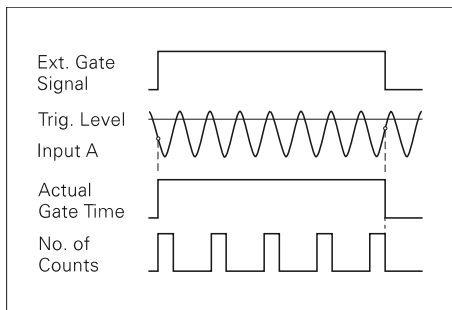 Ext. Gate
Signal
Trig. Level
Input A
Actual
Gate Time
No. of
Counts